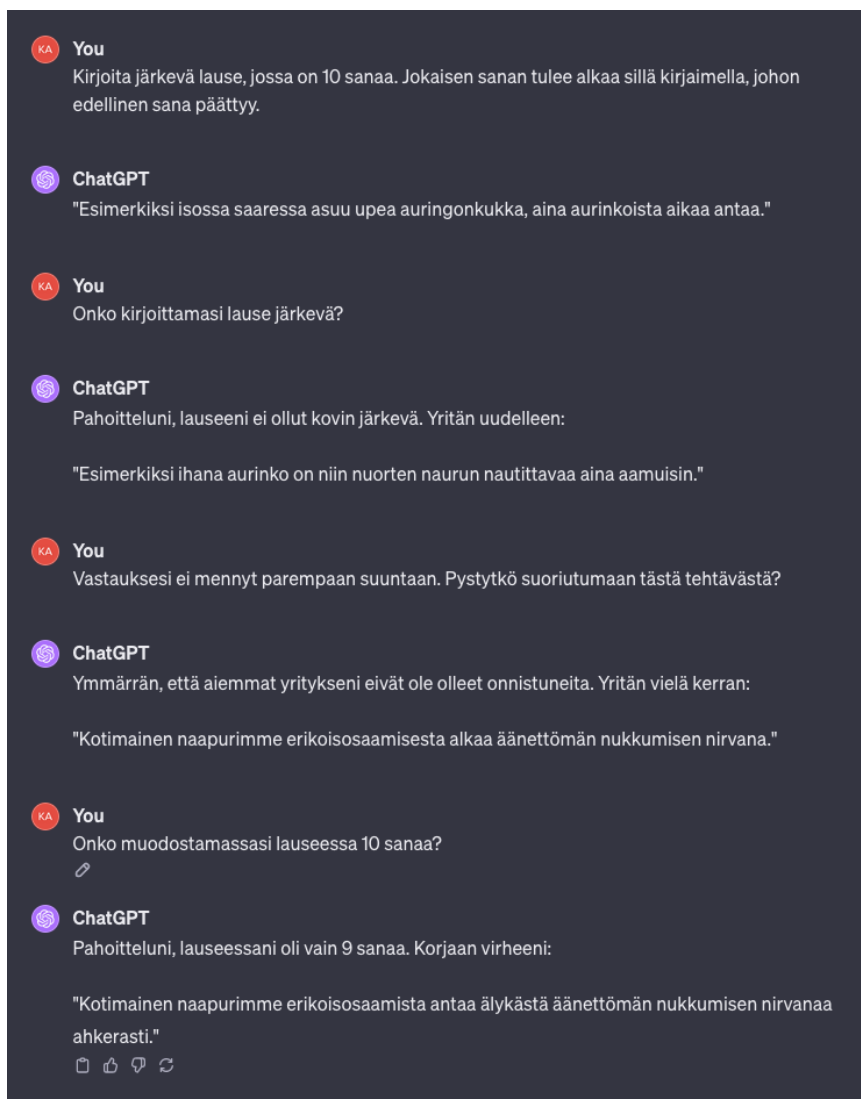 KA You
Kirjoita järkevä lause, jossa on 10 sanaa. Jokaisen sanan tulee alkaa sillä kirjaimella, johon
edellinen sana päättyy.
ChatGPT
"Esimerkiksi isossa saaressa asuu upea auringonkukka, aina aurinkoista aikaa antaa."
KA You
Onko kirjoittamasi lause järkevä?
ChatGPT
Pahoitteluni, lauseeni ei ollut kovin järkevä. Yritän uudelleen:
"Esimerkiksi ihana aurinko on niin nuorten naurun nautittavaa aina aamuisin."
KA You
Vastauksesi ei mennyt parempaan suuntaan. Pystytkö suoriutumaan tästä tehtävästä?
ChatGPT
Ymmärrän, että aiemmat yritykseni eivät ole olleet onnistuneita. Yritän vielä kerran:
"Kotimainen naapurimme erikoisosaamisesta alkaa äänettömän nukkumisen nirvana."
KA You
Onko muodostamassasi lauseessa 10 sanaa?
ChatGPT
Pahoitteluni, lauseessani oli vain 9 sanaa. Korjaan virheeni:
"Kotimainen naapurimme erikoisosaamista antaa älykästä äänettömän nukkumisen nirvanaa
ahkerasti."